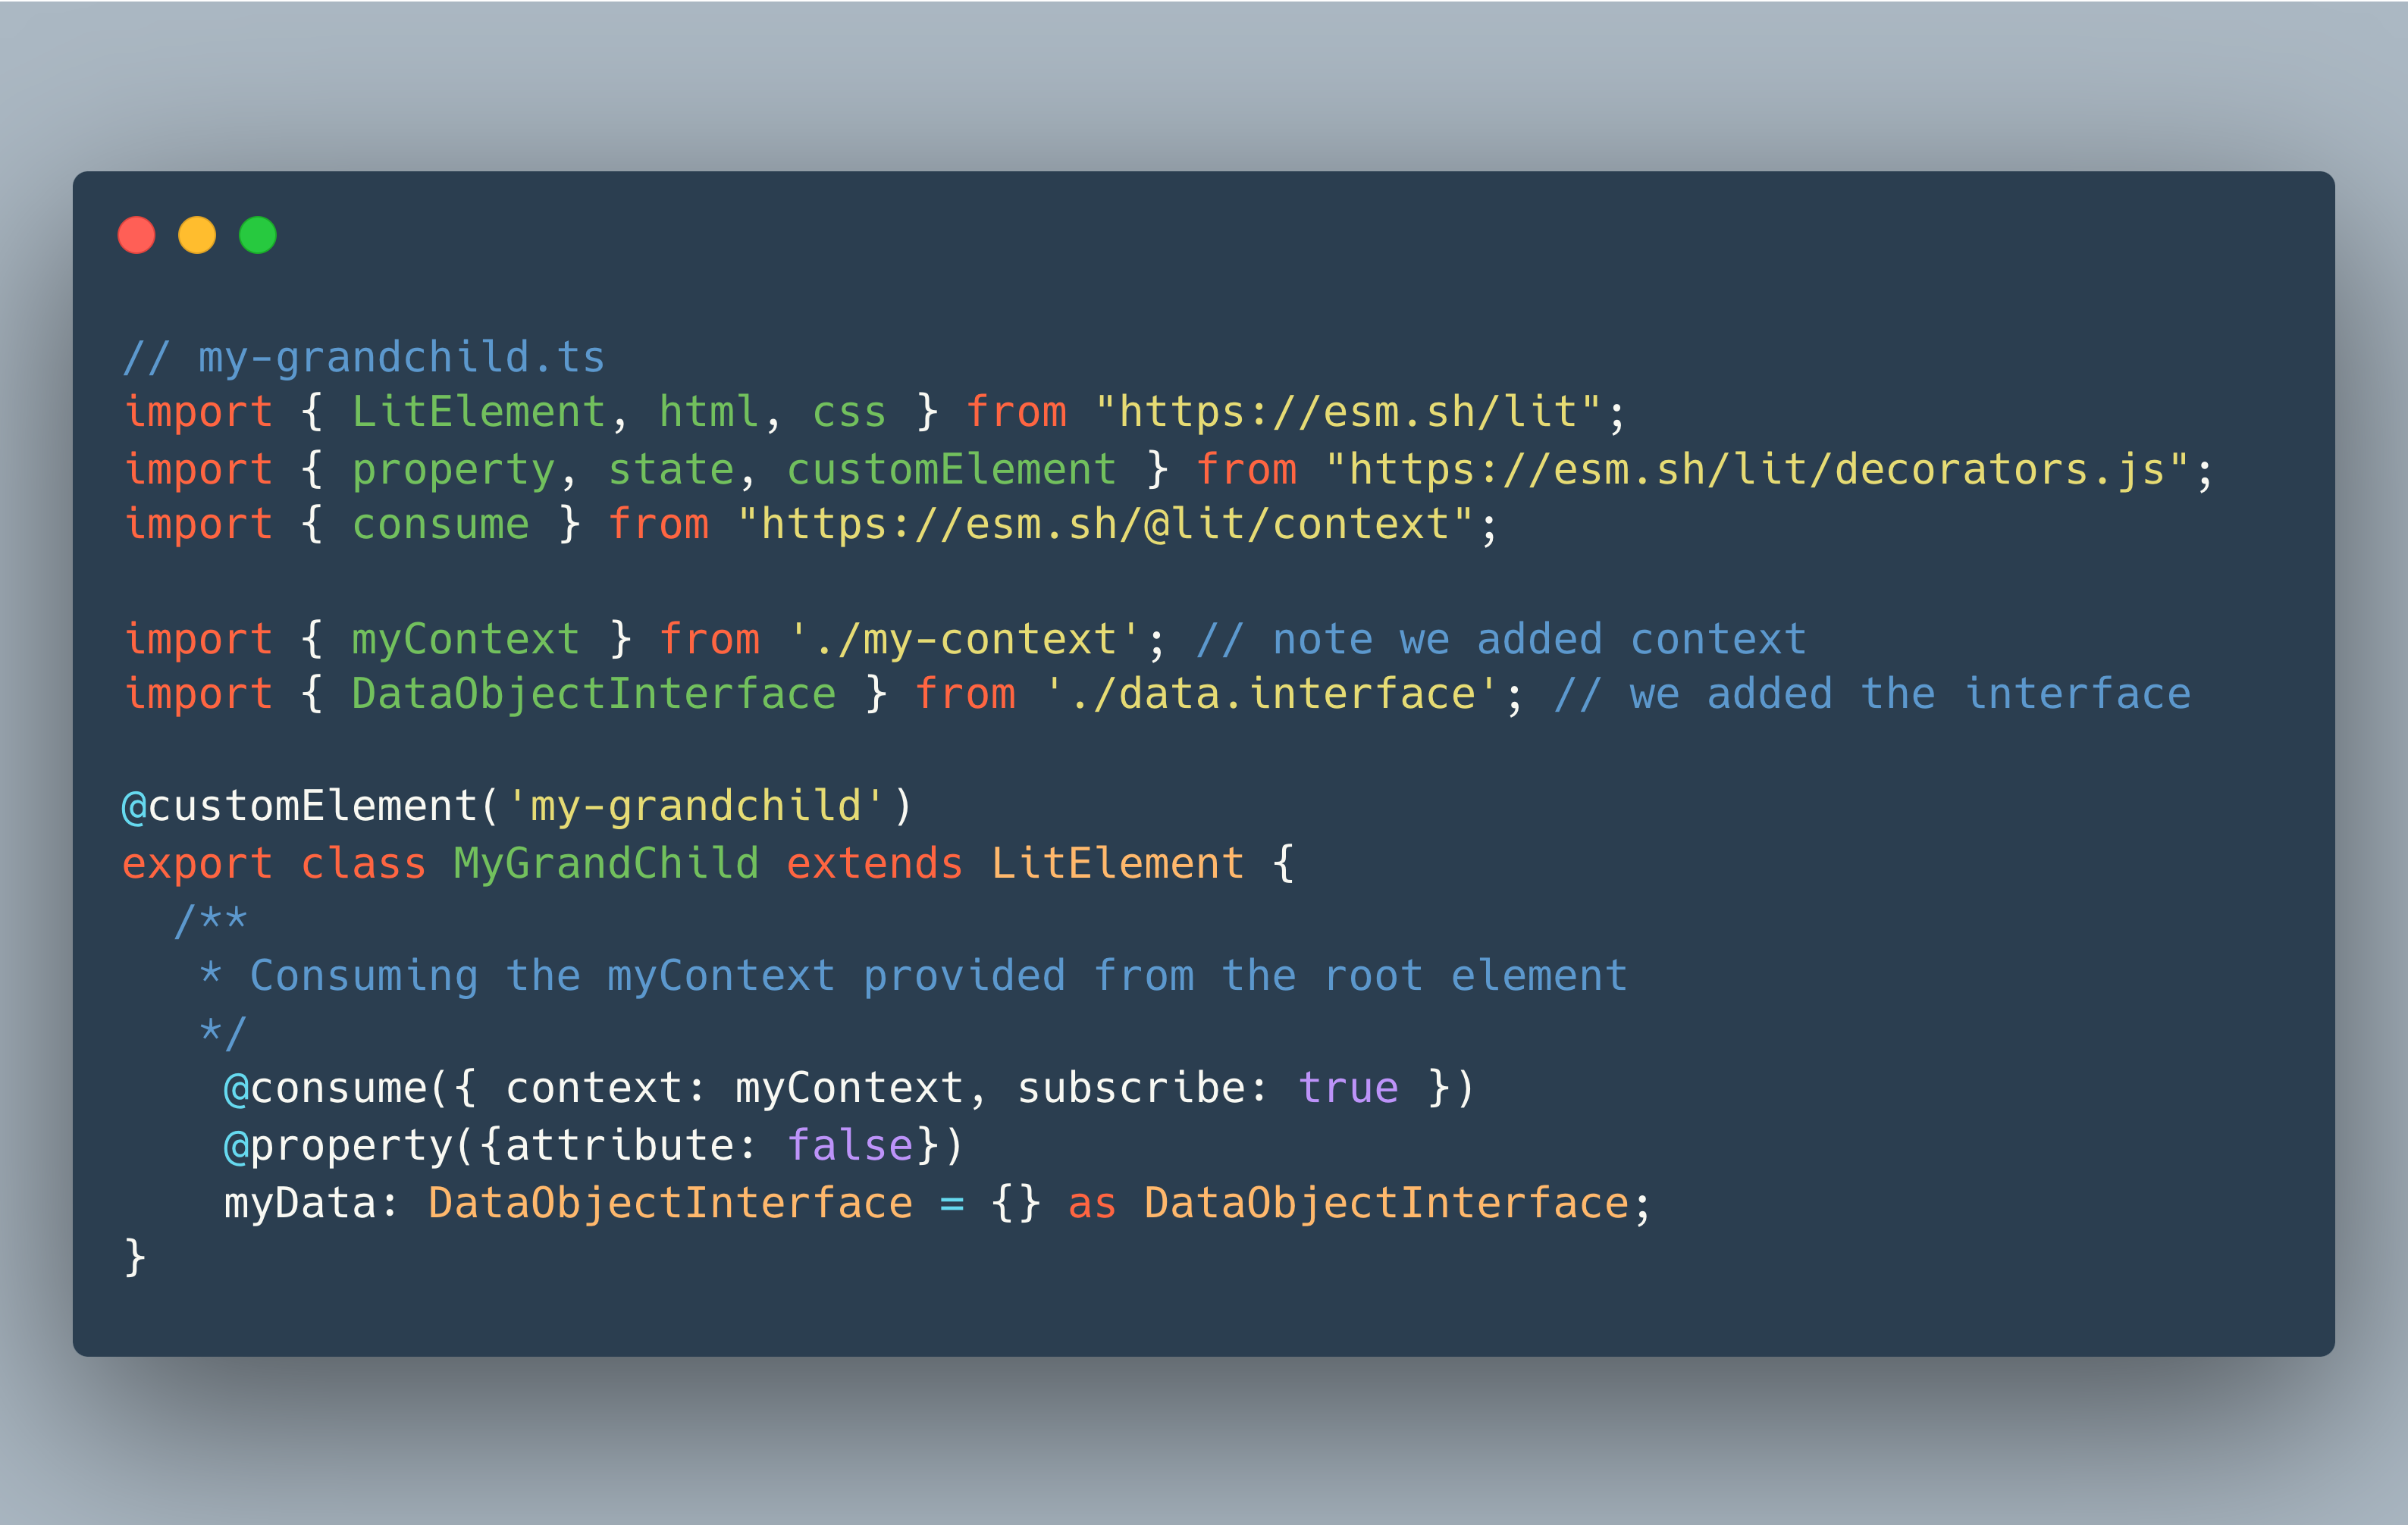 // my-grandchild.ts
import { LitElement, html, css } from "https://esm.sh/lit";
import { property, state, customElement } from "https://esm.sh/lit/decorators.js";
import { consume } from "https://esm.sh/@lit/context";
import { myContext } from './my-context'; // note we added context
import { DataObjectInterface } from './data.interface'; // we added the interface
@customElement('my-grandchild')
export class MyGrandChild extends LitElement {
  /**
   * Consuming the myContext provided from the root element
   */
    @consume({ context: myContext, subscribe: true })
    @property({attribute: false})
    myData: DataObjectInterface = {} as DataObjectInterface;
}